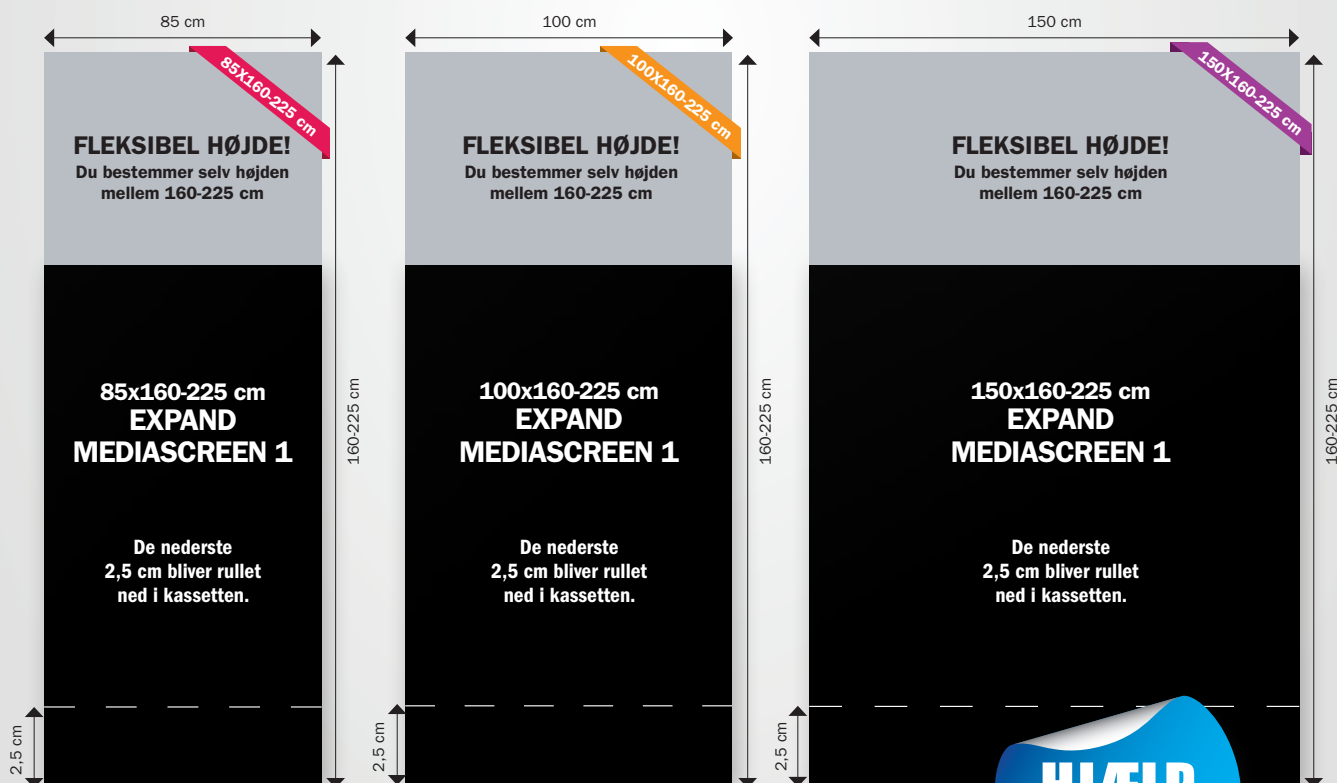 85 cm
85X160-225 cm
FLEKSIBEL HØJDE!
Du bestemmer selv højden
mellem 160-225 cm
85x160-225 cm
EXPAND
MEDIASCREEN 1
De nederste
2,5 cm bliver rullet
ned i kassetten.
160-225 cm
2,5 cm
100 cm
100X160-225 cm
FLEKSIBEL HØJDE!
Du bestemmer selv højden
mellem 160-225 cm
100x160-225 cm
EXPAND
MEDIASCREEN 1
De nederste
2,5 cm bliver rullet
ned i kassetten.
160-225 cm
2,5 cm
150 cm
150X160-225 cm
FLEKSIBEL HØJDE!
Du bestemmer selv højden
mellem 160-225 cm
150x160-225 cm
EXPAND
MEDIASCREEN 1
De nederste
2,5 cm bliver rullet
ned i kassetten.
160-225 cm
2,5 cm